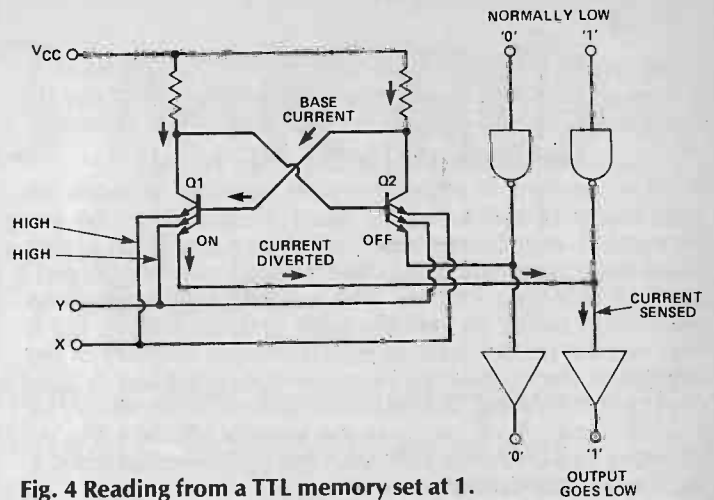 NORMALLY LOW
'0' '1'
VCC
BASE
CURRENT
Q1
Q2
HIGH
HIGH
ON
CURRENT
DIVERTED
OFF
Y
X
CURRENT
SENSED
'0' '1'
OUTPUT
GOES LOW
Fig. 4 Reading from a TTL memory set at 1.